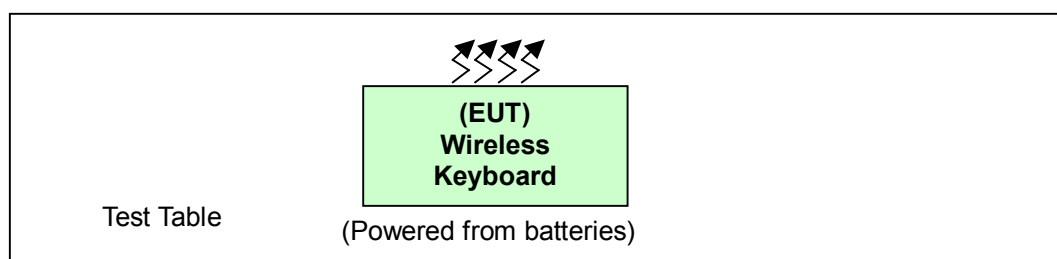 (EUT)
Wireless
Keyboard
Test Table
(Powered from batteries)